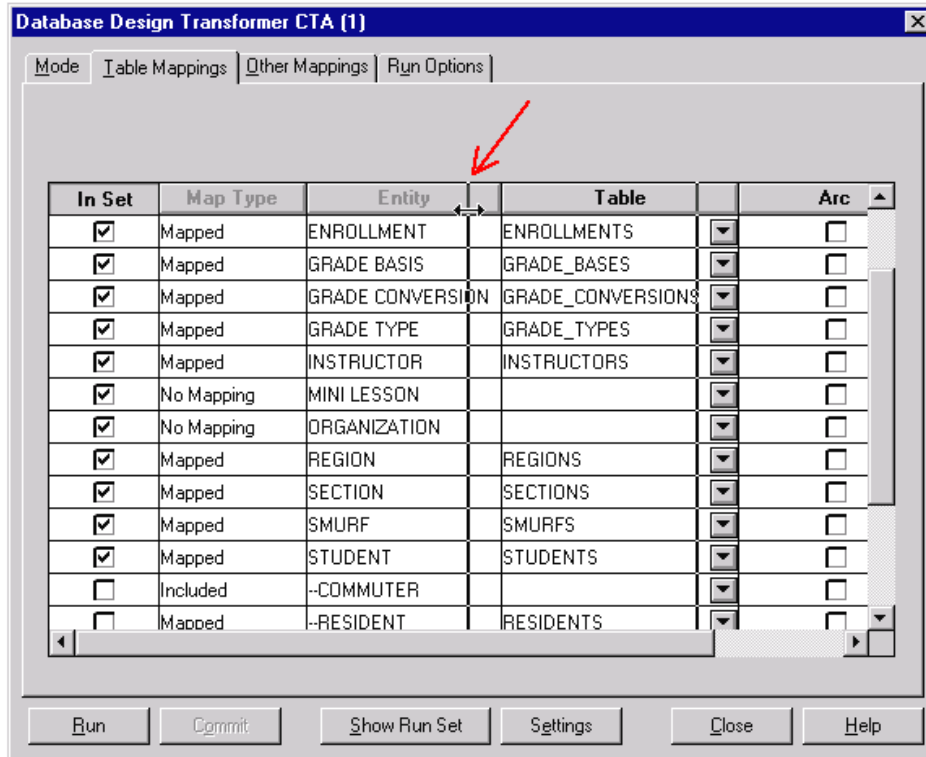 Database Design Transformer CTA (1)
Mode Table Mappings Other Mappings Run Options
In Set Map Type Entity Table Arc
Mapped ENROLLMENT ENROLLMENTS
Mapped GRADE BASIS GRADE_BASES
Mapped GRADE CONVERSION GRADE_CONVERSIONS
Mapped GRADE TYPE GRADE_TYPES
Mapped INSTRUCTOR INSTRUCTORS
No Mapping MINI LESSON
No Mapping ORGANIZATION
Mapped REGION REGIONS
Mapped SECTION SECTIONS
Mapped SMURF SMURFS
Mapped STUDENT STUDENTS
Included --COMMUTER
Mapped --RESIDENT RESIDENTS
Run Commit Show Run Set Settings Close Help